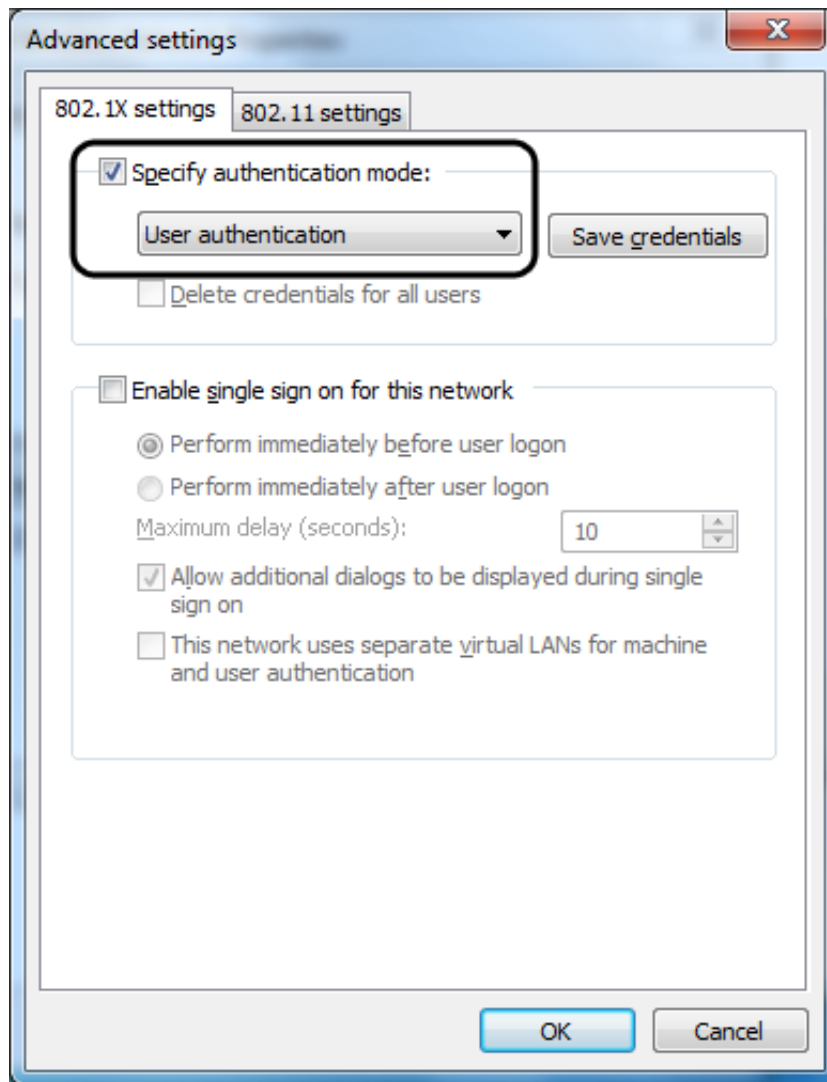 Advanced settings
802.1X settings
802.11 settings
Specify authentication mode:
User authentication
Save credentials
Delete credentials for all users
Enable single sign on for this network
Perform immediately before user logon
Perform immediately after user logon
Maximum delay (seconds):
10
Allow additional dialogs to be displayed during single
sign on
This network uses separate virtual LANs for machine
and user authentication
OK
Cancel